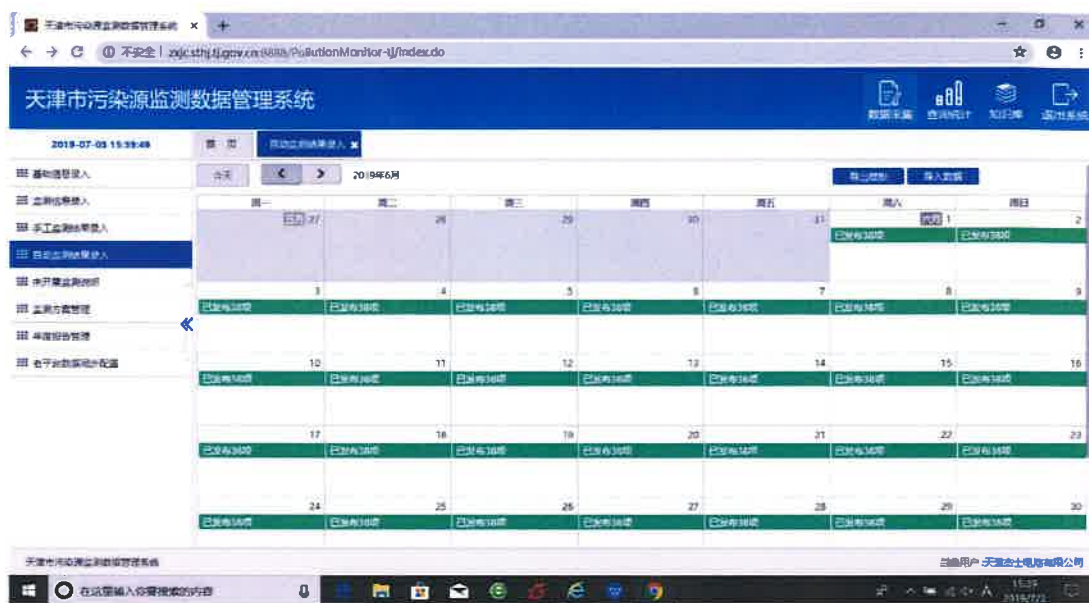 天津市污染源监测数据管理系统 × +
不安全 zxjc.sthj.tj.gov.cn:8888/PollutionMonitor-tj/index.do
天津市污染源监测数据管理系统
数据采集 查询统计 知识库 退出系统
首 页 自动监测结果录入 ×
基础信息录入
今天 < > 2019年6月 导出模板 导入数据
监测信息录入
手工监测结果录入
自动监测结果录入
未开展监测说明
监测方案管理
年度报告管理
省平台数据同步配置
周一 周二 周三 周四 周五 周六 周日
27 28 29 30 31 六月 1 2
已发布38项 已发布38项
3 4 5 6 7 8 9
已发布38项 已发布38项 已发布38项 已发布38项 已发布38项 已发布38项 已发布38项
10 11 12 13 14 15 16
已发布38项 已发布38项 已发布38项 已发布38项 已发布38项 已发布38项 已发布38项
17 18 19 20 21 22 23
已发布38项 已发布38项 已发布38项 已发布38项 已发布38项 已发布38项 已发布38项
24 25 26 27 28 29 30
已发布38项 已发布38项 已发布38项 已发布38项 已发布38项 已发布38项 已发布38项
天津市污染源监测数据管理系统
在这里输入你要搜索的内容
15:39